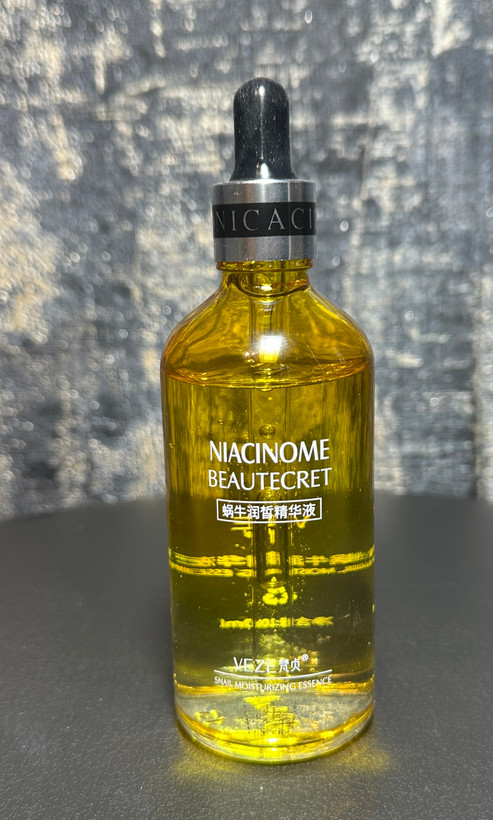 NICACI
NIACINOME
BEAUTECRET
蜗牛润皙精华液
VEZE 梵贞®
SNAIL MOISTURIZING ESSENCE